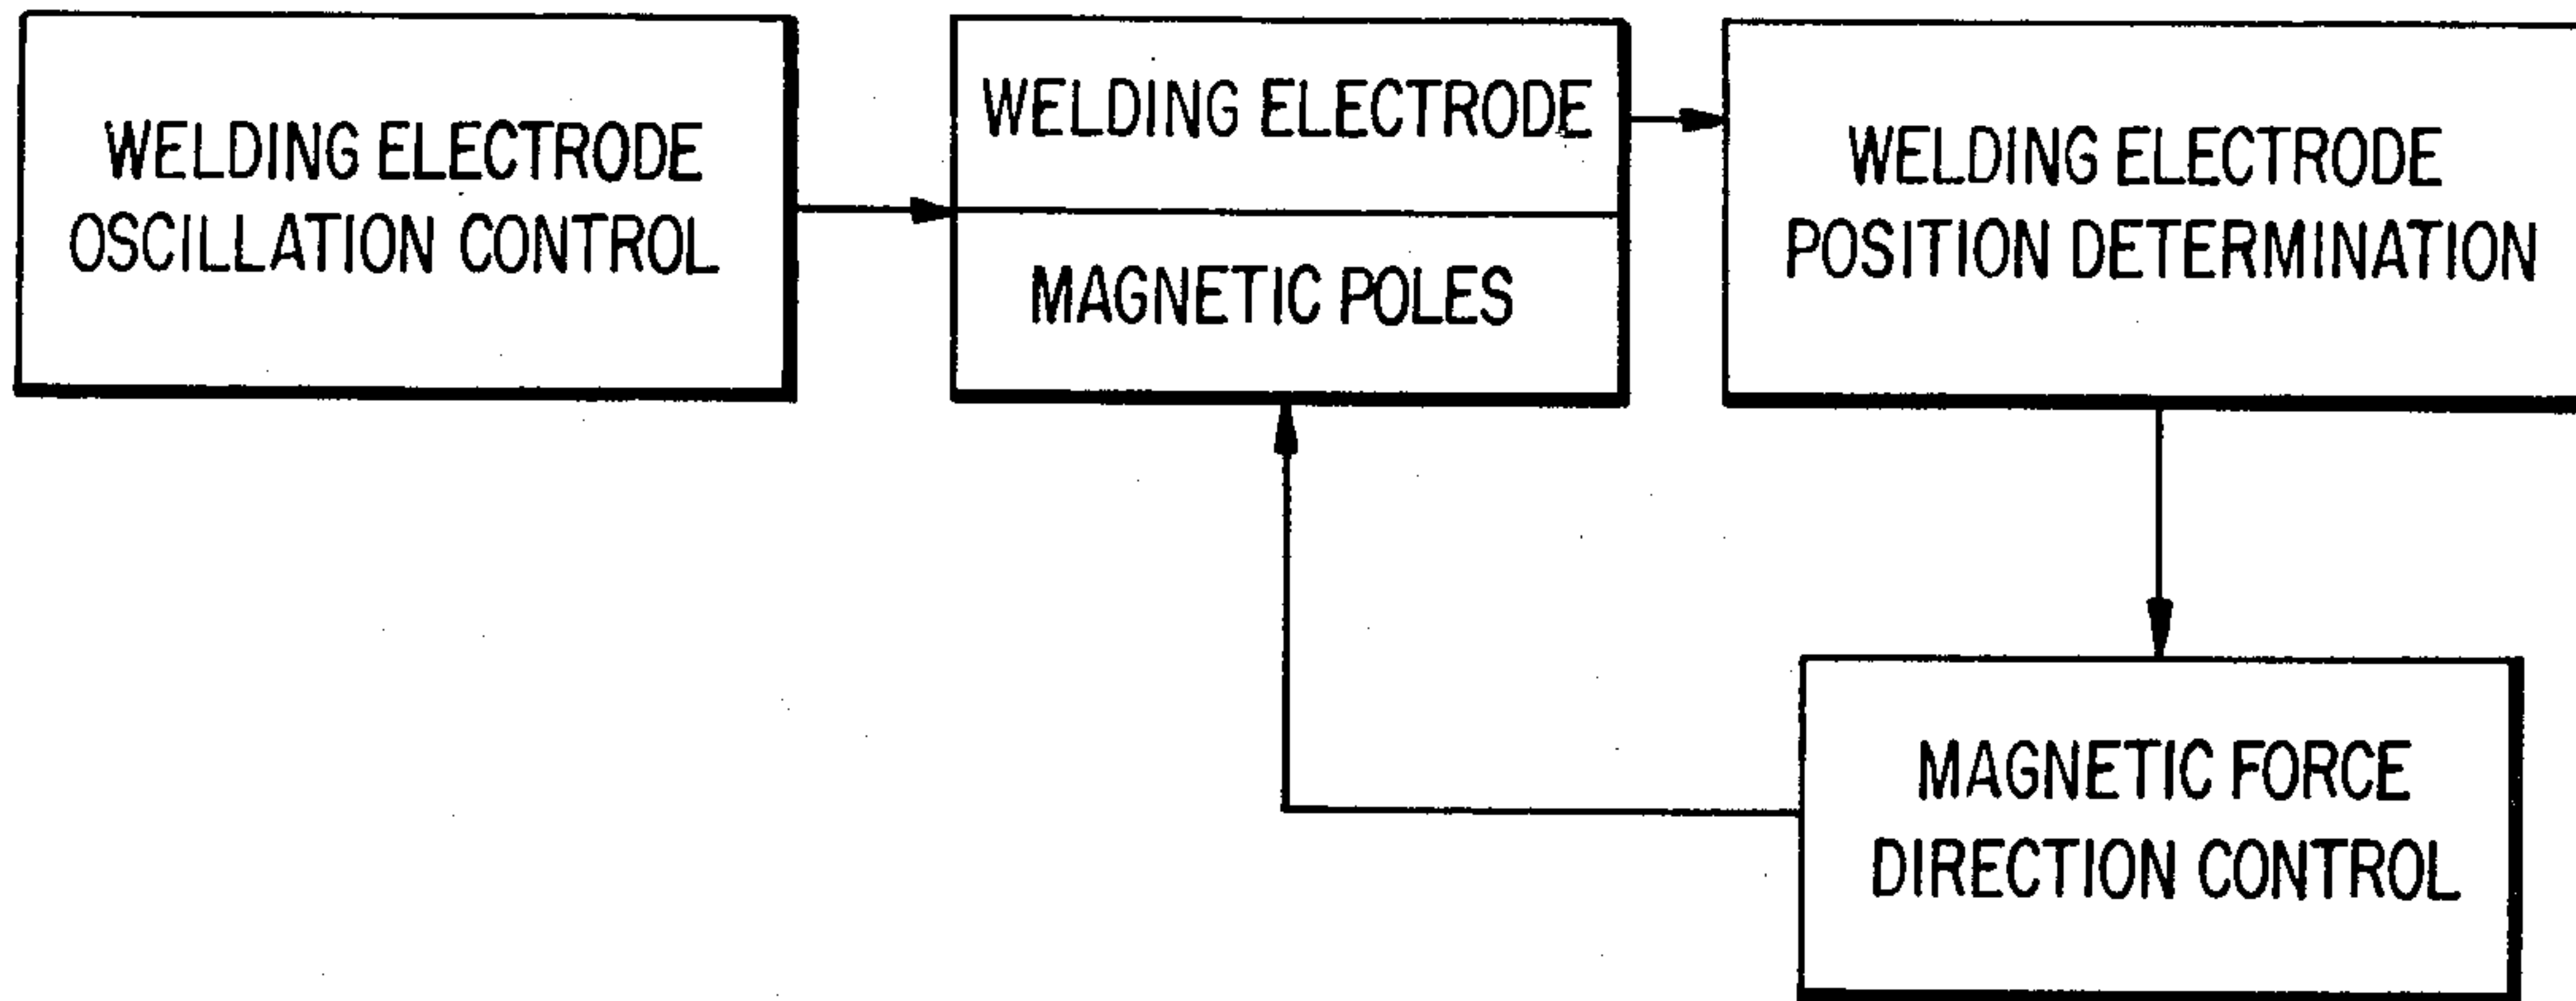 WELDING ELECTRODE
OSCILLATION CONTROL
WELDING ELECTRODE
MAGNETIC POLES
WELDING ELECTRODE
POSITION DETERMINATION
MAGNETIC FORCE
DIRECTION CONTROL